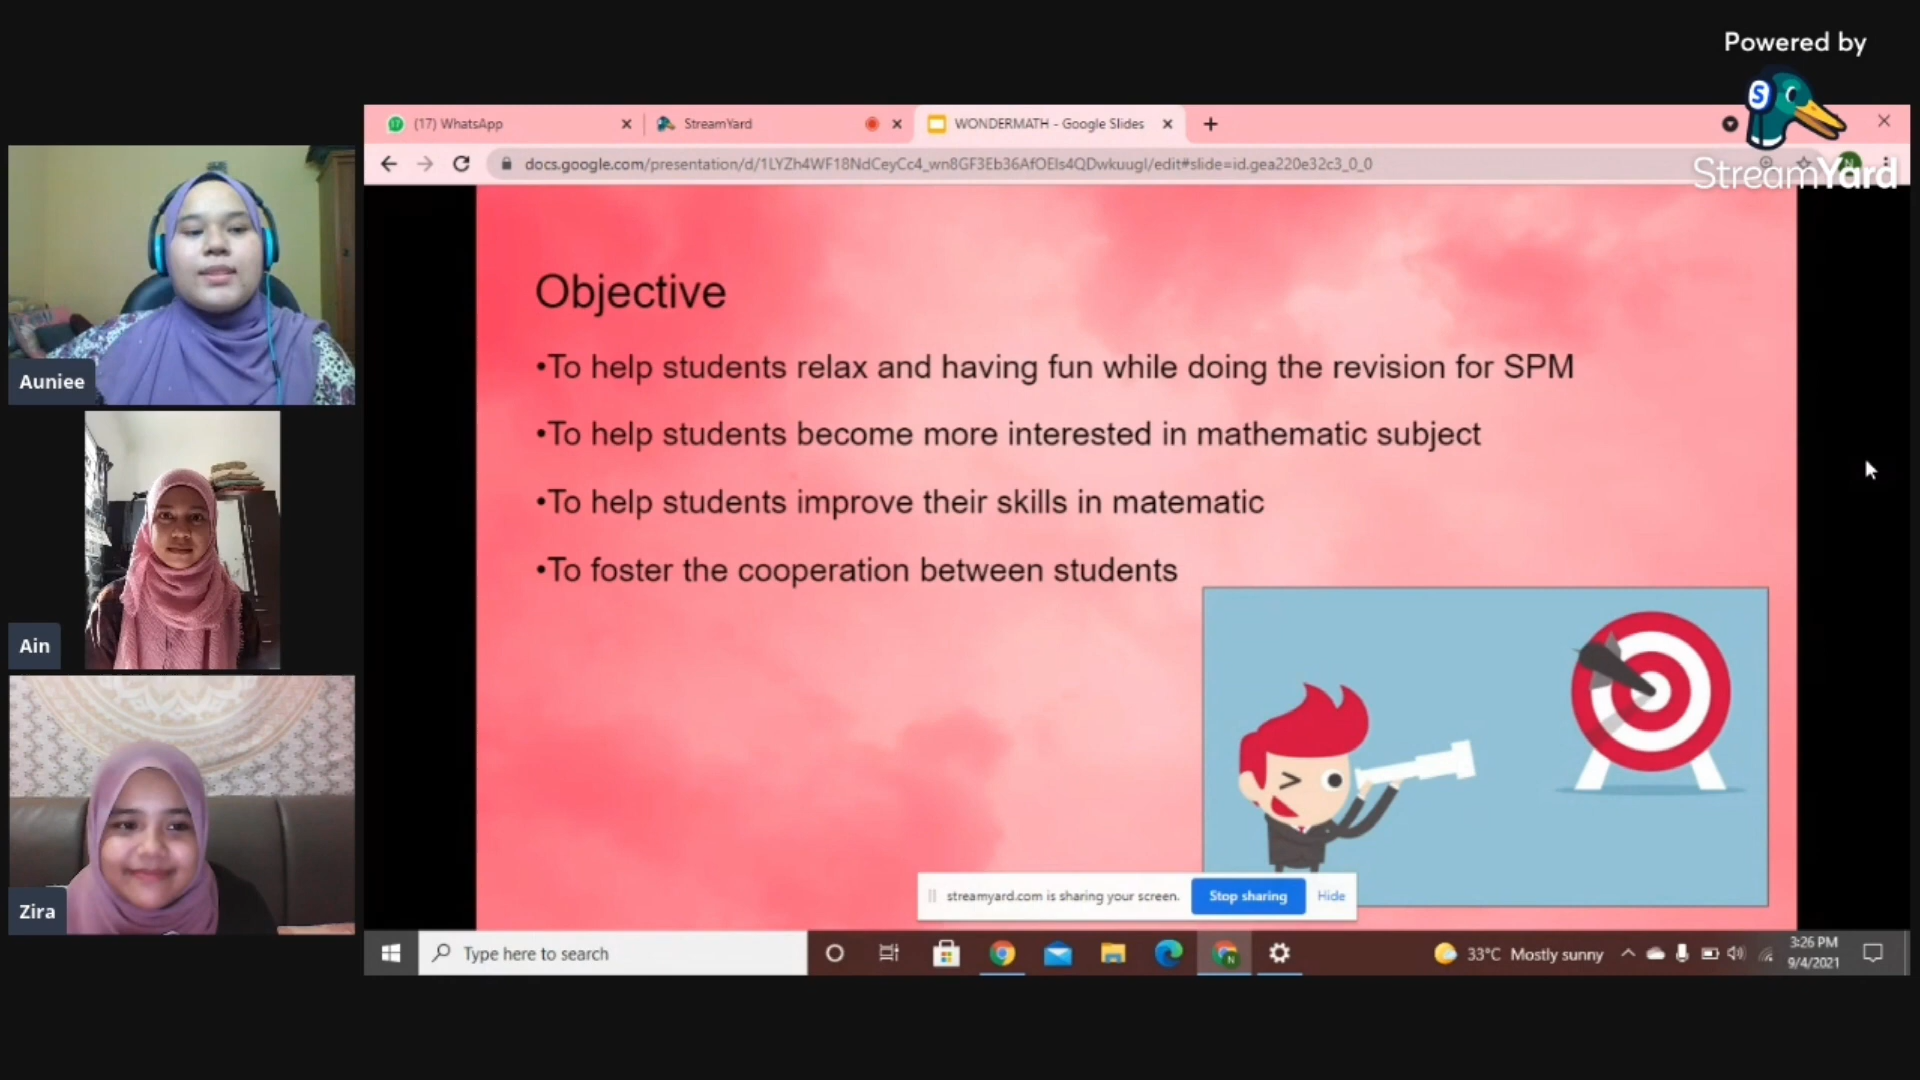 Powered by
StreamYard
(17) WhatsApp
StreamYard
WONDERMATH - Google Slides
docs.google.com/presentation/d/1LYZh4WF18NdCeyCc4_wn8GF3Eb36AfOEIs4QDwkuugI/edit#slide=id.gea220e32c3_0_0
Auniee
Ain
Zira
Objective
•To help students relax and having fun while doing the revision for SPM
•To help students become more interested in mathematic subject
•To help students improve their skills in matematic
•To foster the cooperation between students
streamyard.com is sharing your screen.
Stop sharing
Hide
Type here to search
33°C Mostly sunny
3:26 PM
9/4/2021